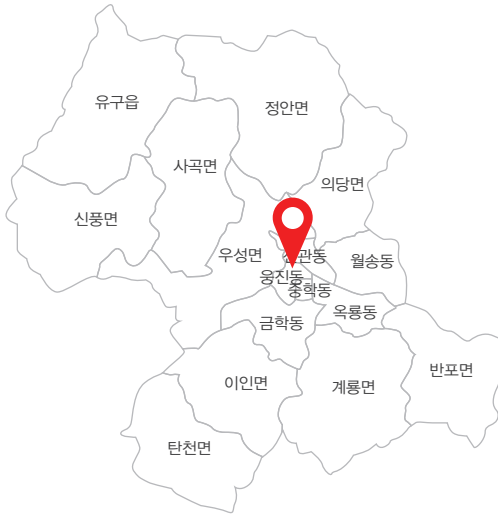 유구읍
정안면
사곡면
의당면
신풍면
우성면
월송동
웅진동
중학동
금학동
옥룡동
이인면
계룡면
반포면
탄천면